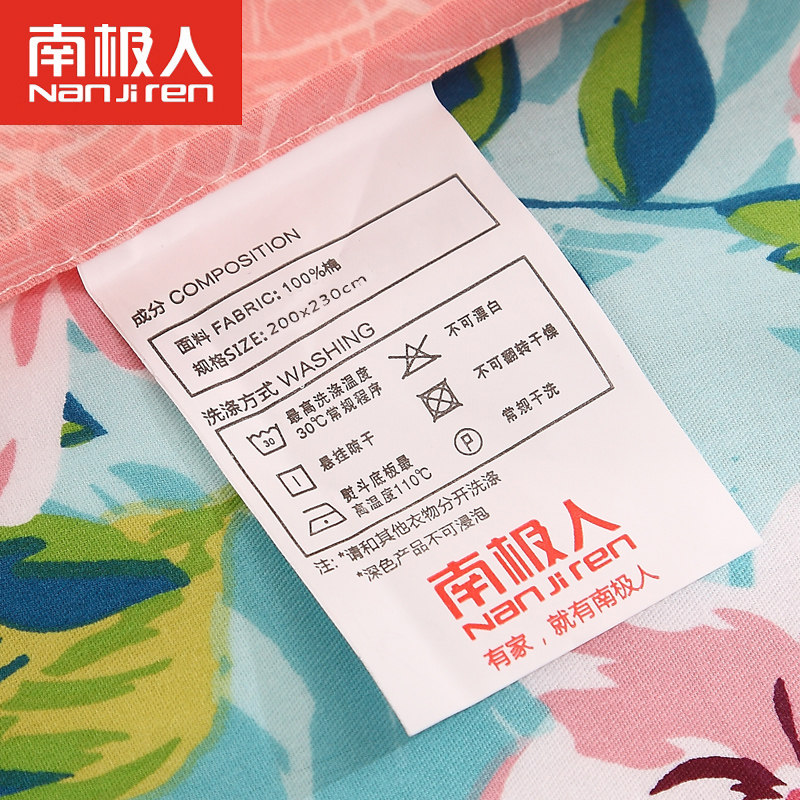 南极人
NanJiren
成分 COMPOSITION
面料 FABRIC: 100%棉
规格SIZE: 200x230cm
洗涤方式 WASHING
30
最高洗涤温度
30℃常规程序
不可漂白
悬挂晾干
不可翻转干燥
熨斗底板最
高温度110℃
P
常规干洗
注: *请和其他衣物分开洗涤
*深色产品不可浸泡
南极人
NanJiren
有家，就有南极人